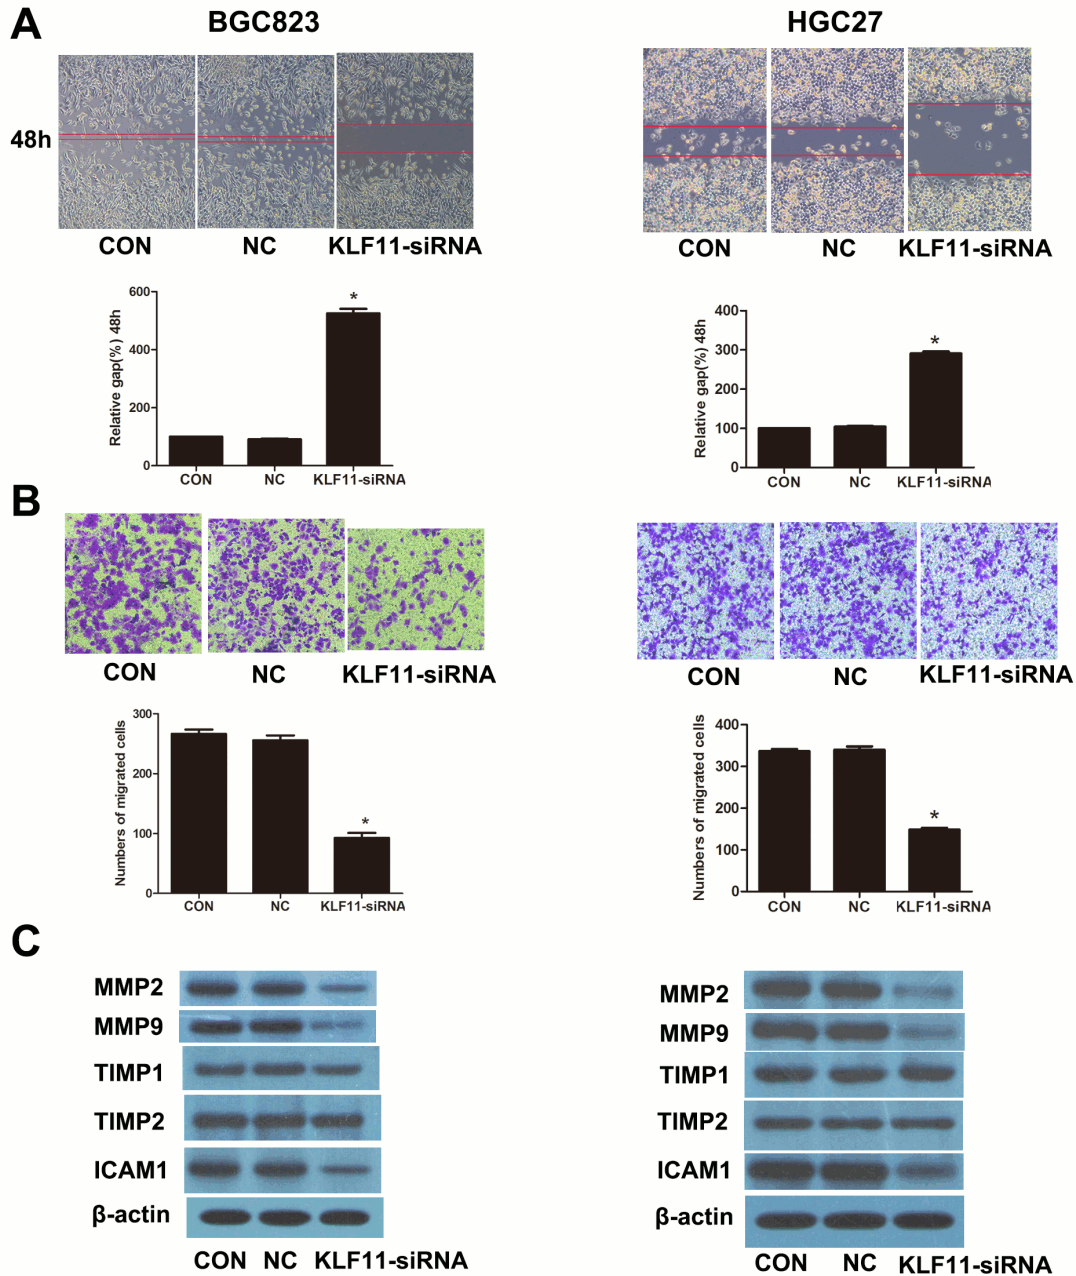 A
BGC823
HGC27
48h
CON
NC
KLF11-siRNA
CON
NC
KLF11-siRNA
Relative gap(%) 48h
600
400
200
0
*
CON
NC
KLF11-siRNA
Relative gap(%) 48h
400
300
200
100
0
*
CON
NC
KLF11-siRNA
B
CON
NC
KLF11-siRNA
CON
NC
KLF11-siRNA
Numbers of migrated cells
300
200
100
0
*
CON
NC
KLF11-siRNA
Numbers of migrated cells
400
300
200
100
0
*
CON
NC
KLF11-siRNA
C
MMP2
MMP9
TIMP1
TIMP2
ICAM1
β-actin
CON
NC
KLF11-siRNA
MMP2
MMP9
TIMP1
TIMP2
ICAM1
β-actin
CON
NC
KLF11-siRNA